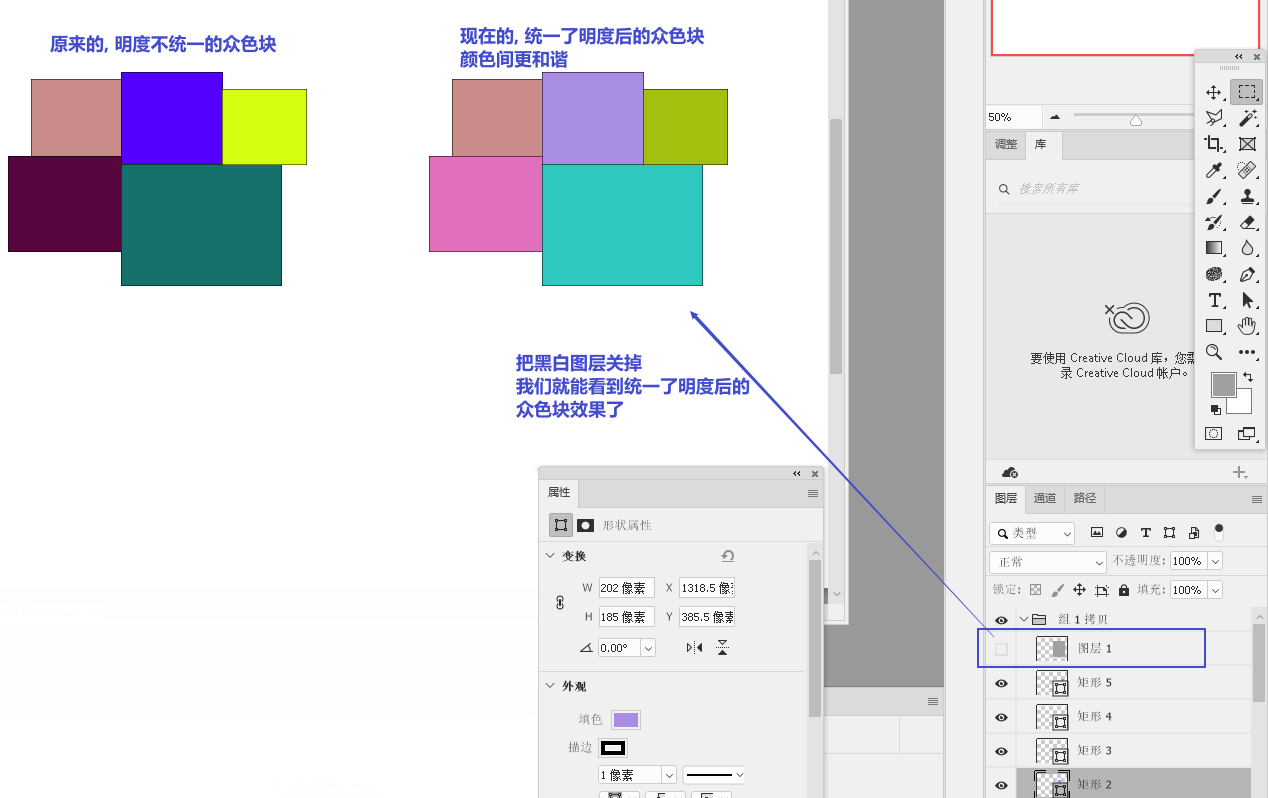 原来的, 明度不统一的众色块
现在的, 统一了明度后的众色块
颜色间更和谐
把黑白图层关掉
我们就能看到统一了明度后的
众色块效果了
属性
形状属性
变换
W 202 像素 X 1318.5 像
H 185 像素 Y 385.5 像素
0.00°
外观
填色
描边
1 像素
50%
调整 库
搜索所有库
要使用 Creative Cloud 库，您需
录 Creative Cloud 帐户。
图层 通道 路径
类型
正常 不透明度: 100%
锁定: 填充: 100%
组 1 拷贝
图层 1
矩形 5
矩形 4
矩形 3
矩形 2